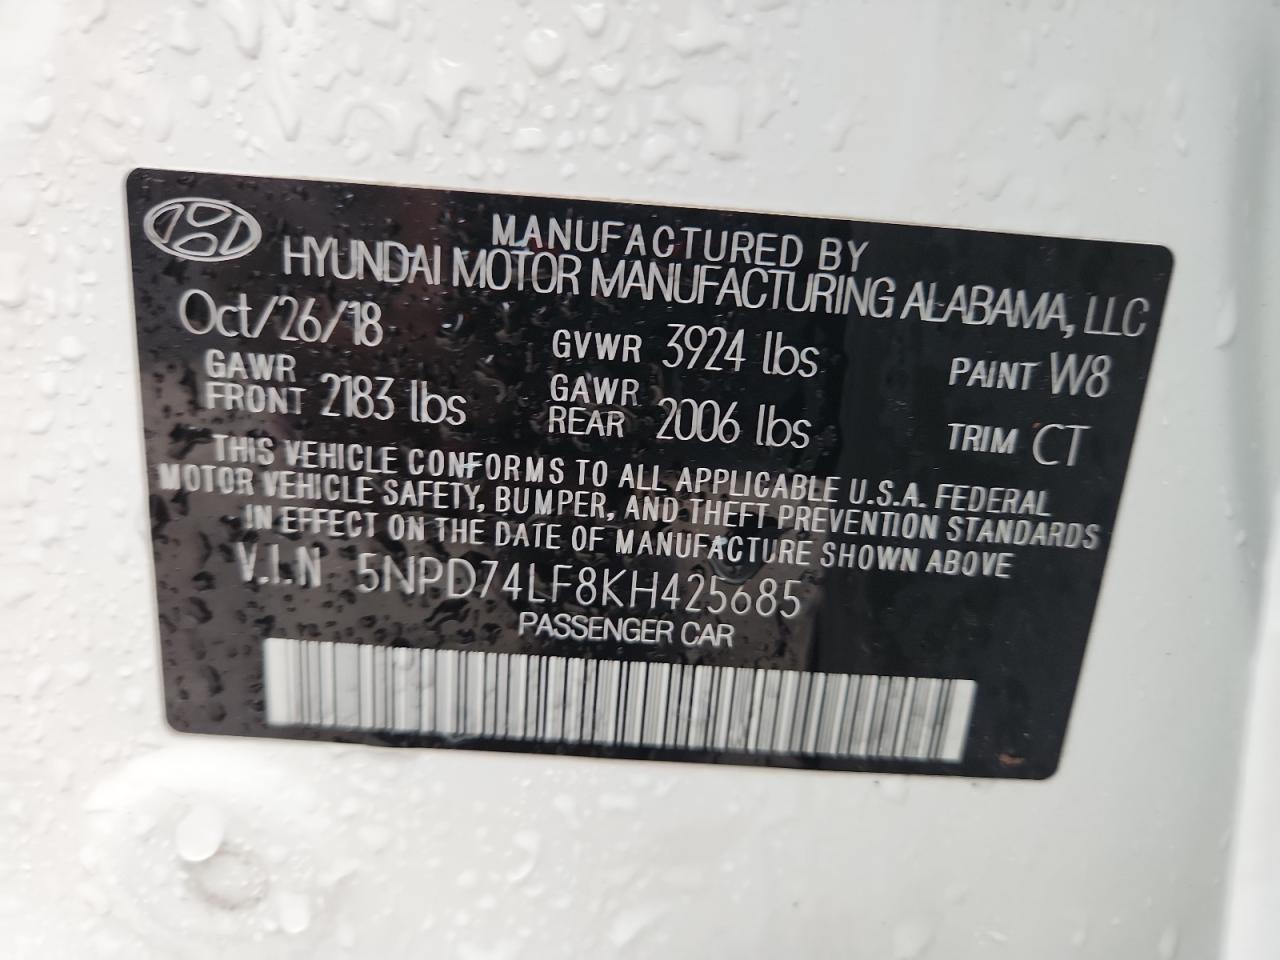 MANUFACTURED BY
HYUNDAI MOTOR MANUFACTURING ALABAMA, LLC
Oct/26/18 GVWR 3924 lbs PAINT W8
GAWR FRONT 2183 lbs GAWR REAR 2006 lbs TRIM CT
THIS VEHICLE CONFORMS TO ALL APPLICABLE U.S.A. FEDERAL
MOTOR VEHICLE SAFETY, BUMPER, AND THEFT PREVENTION STANDARDS
IN EFFECT ON THE DATE OF MANUFACTURE SHOWN ABOVE
V.I.N 5NPD74LF8KH425685
PASSENGER CAR